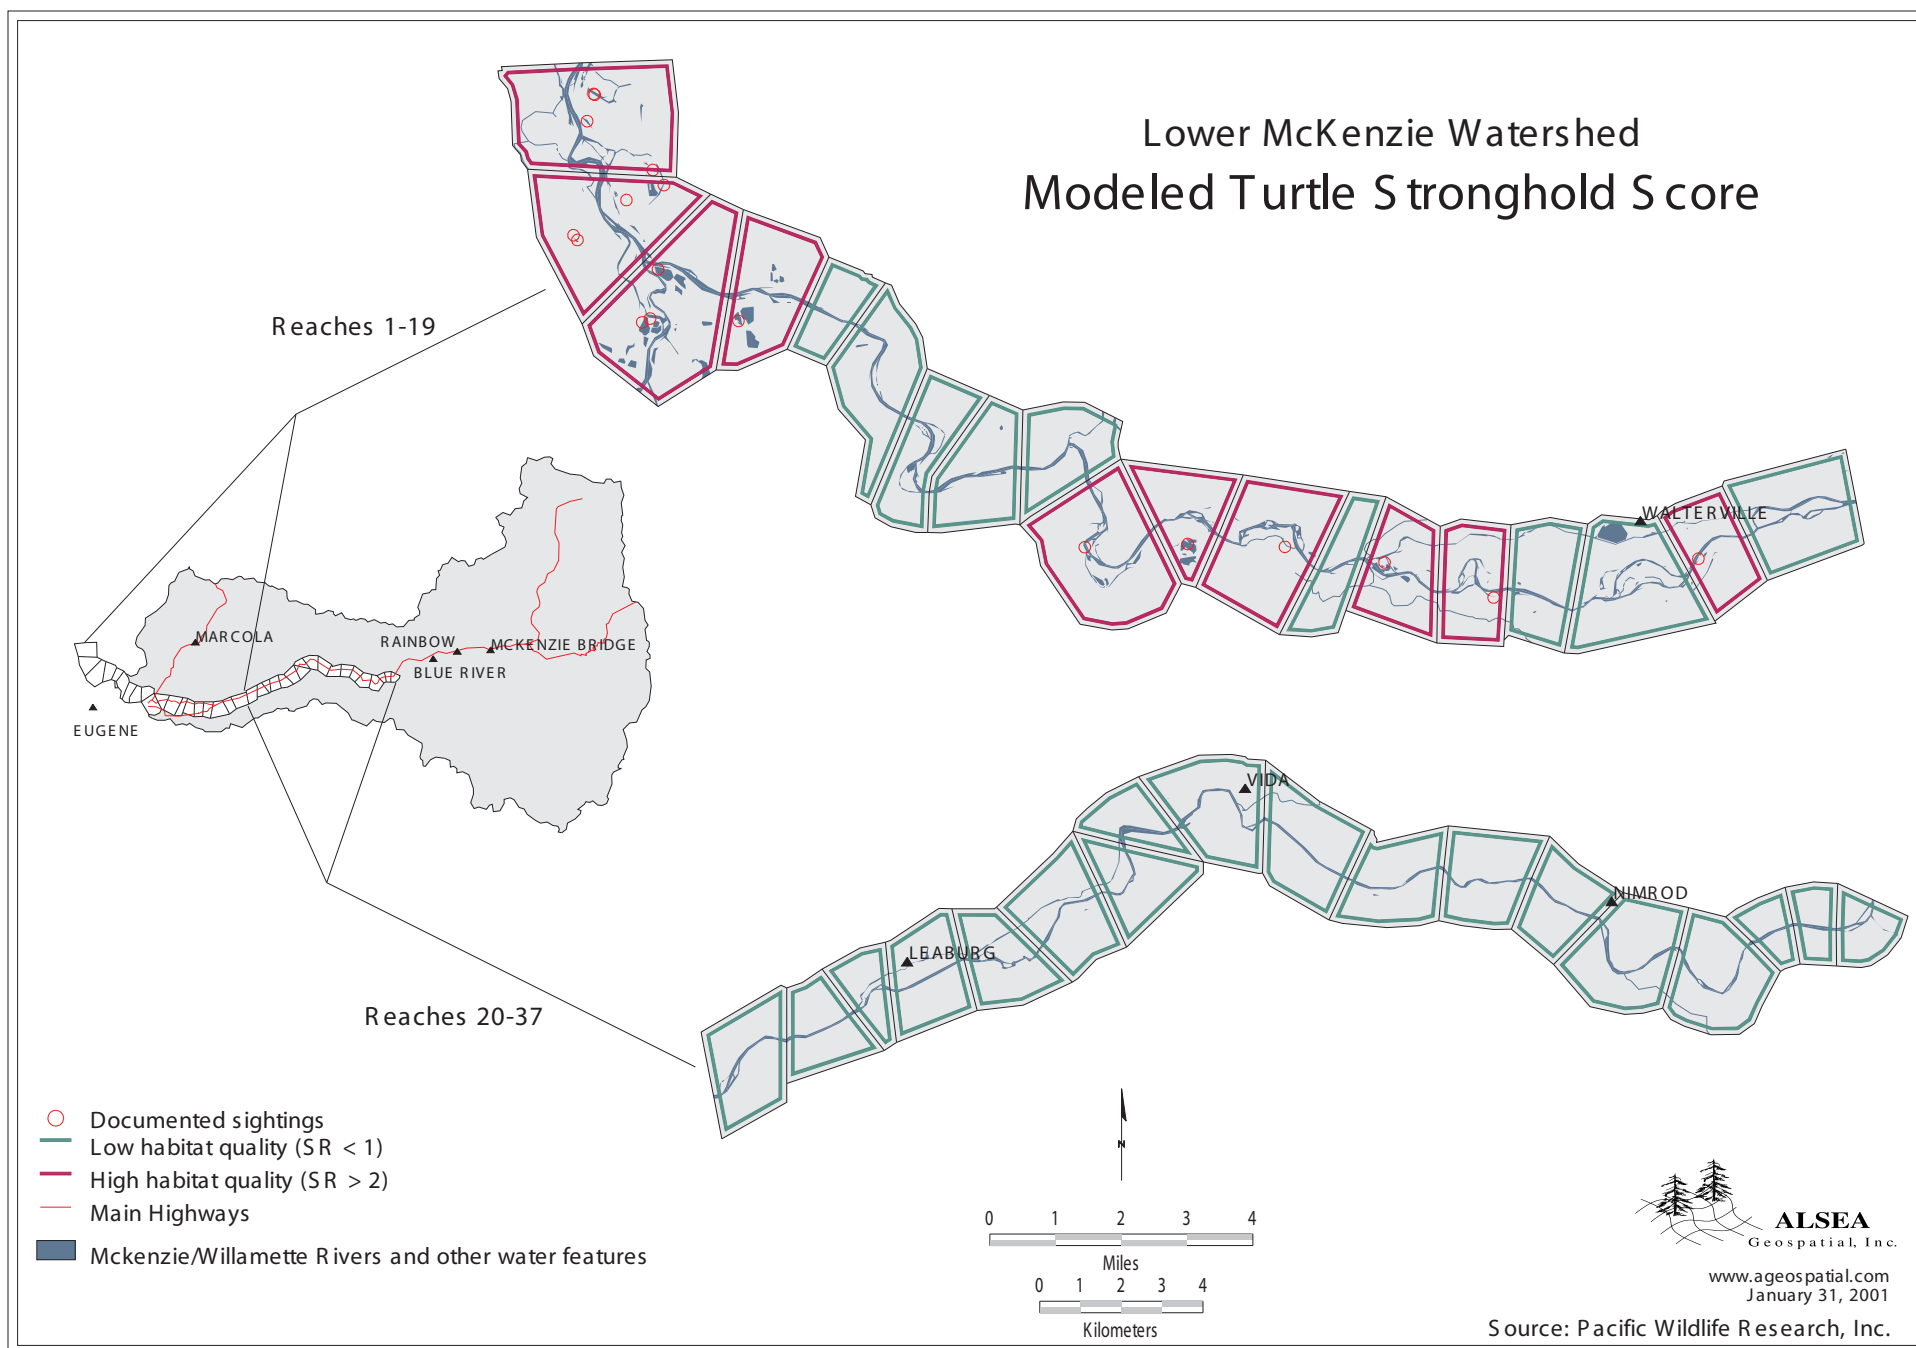 Lower McKenzie Watershed
Modeled Turtle Stronghold Score
Reaches 1-19
WALTERVILLE
MARCOLA
RAINBOW
MCKENZIE BRIDGE
BLUE RIVER
EUGENE
VIDA
NIMROD
LEABURG
Reaches 20-37
Documented sightings
Low habitat quality (SR < 1)
High habitat quality (SR > 2)
Main Highways
Mckenzie/Willamette Rivers and other water features
N
0 1 2 3 4
Miles
0 1 2 3 4
Kilometers
ALSEA
Geospatial, Inc.
www.ageospatial.com
January 31, 2001
Source: Pacific Wildlife Research, Inc.